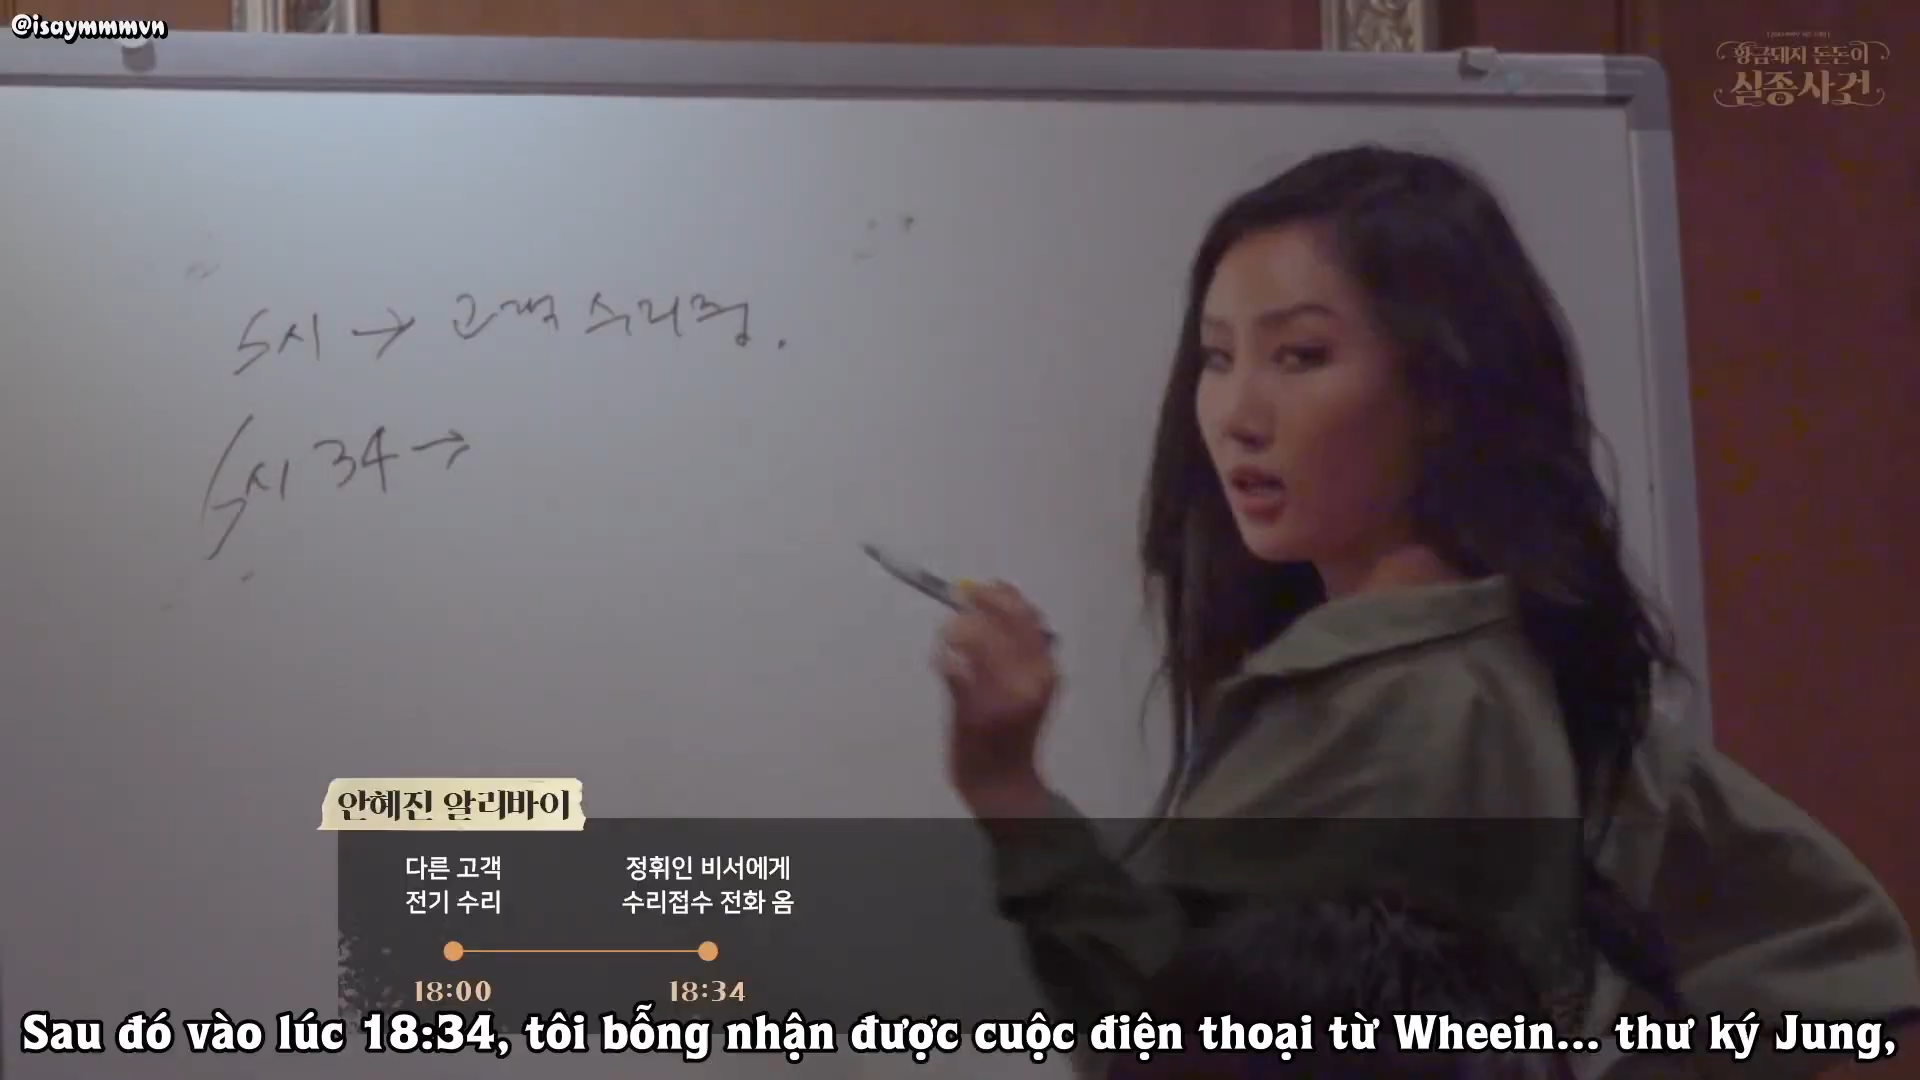 @isaymmmvn
황금돼지 돈돈이
실종사건
5시 → 고객 수리중.
5시 34 →
안혜진 알리바이
다른 고객
전기 수리
정휘인 비서에게
수리접수 전화 옴
18:00
18:34
Sau đó vào lúc 18:34, tôi bỗng nhận được cuộc điện thoại từ Wheein... thư ký Jung,